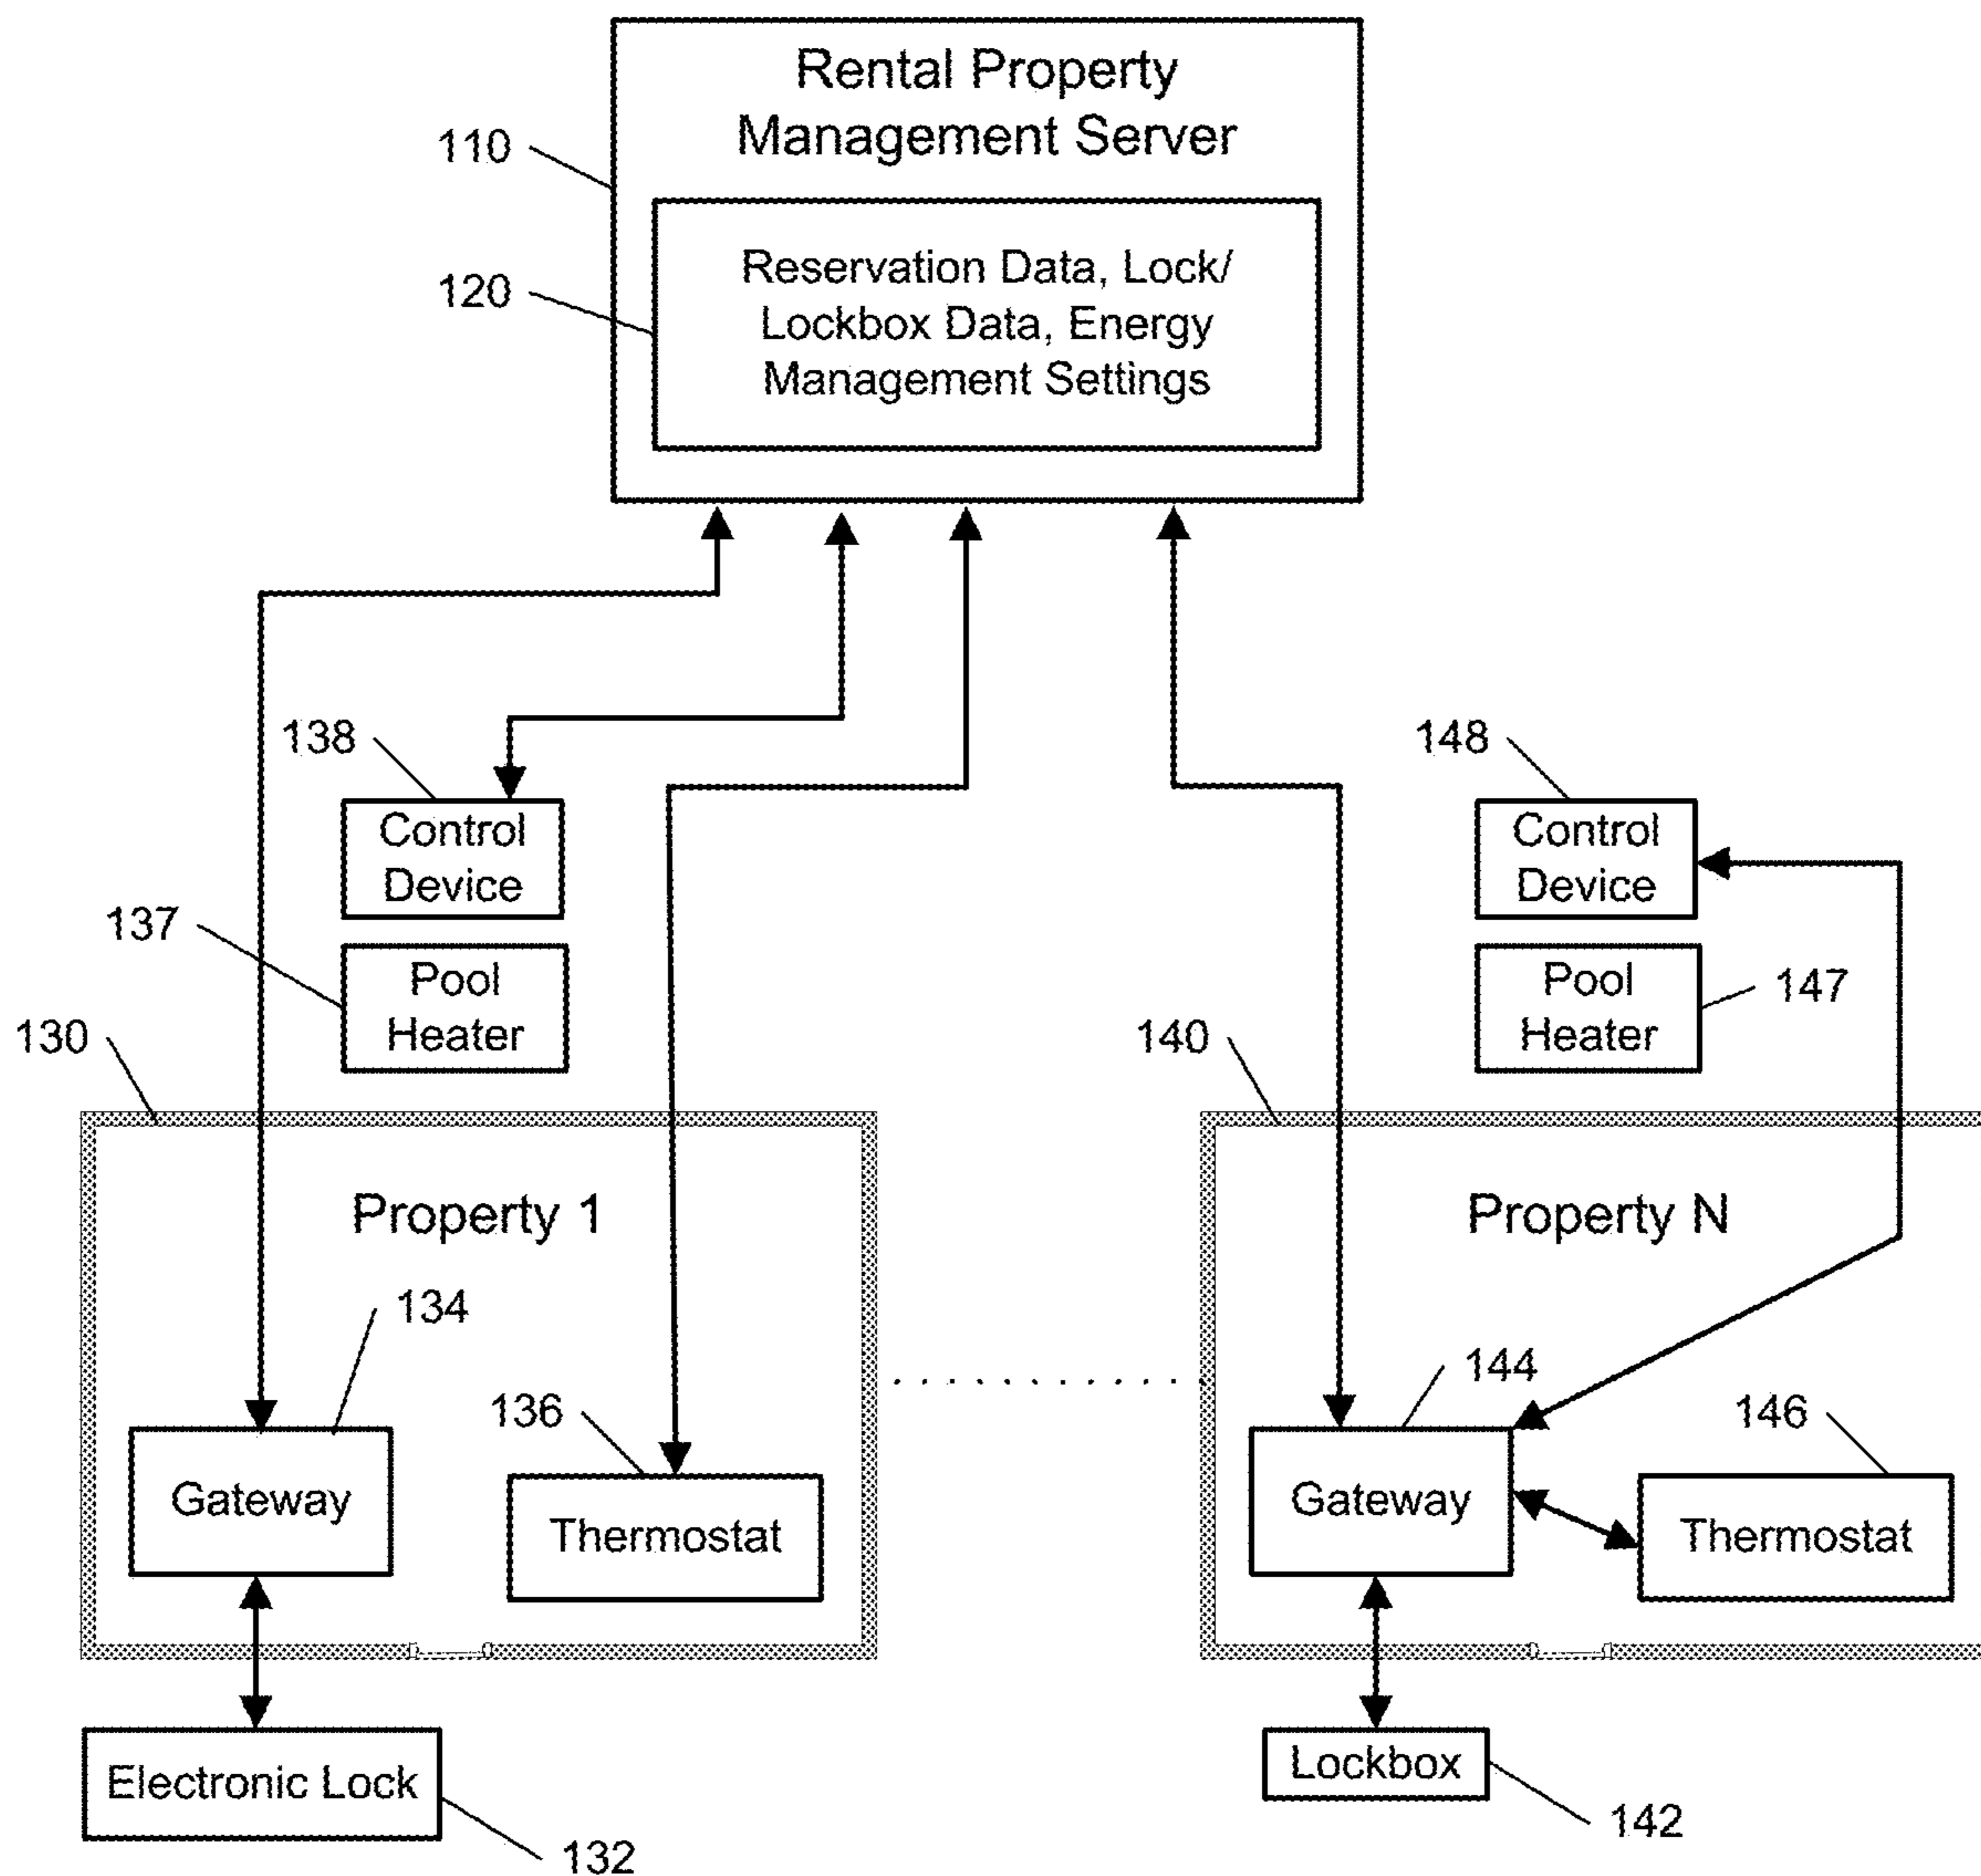 Rental Property
Management Server
110
Reservation Data, Lock/
Lockbox Data, Energy
Management Settings
120
138
Control
Device
148
Control
Device
137
Pool
Heater
Pool
Heater
147
130
140
Property 1
Property N
134
136
144
146
Gateway
Thermostat
Gateway
Thermostat
Electronic Lock
132
Lockbox
142